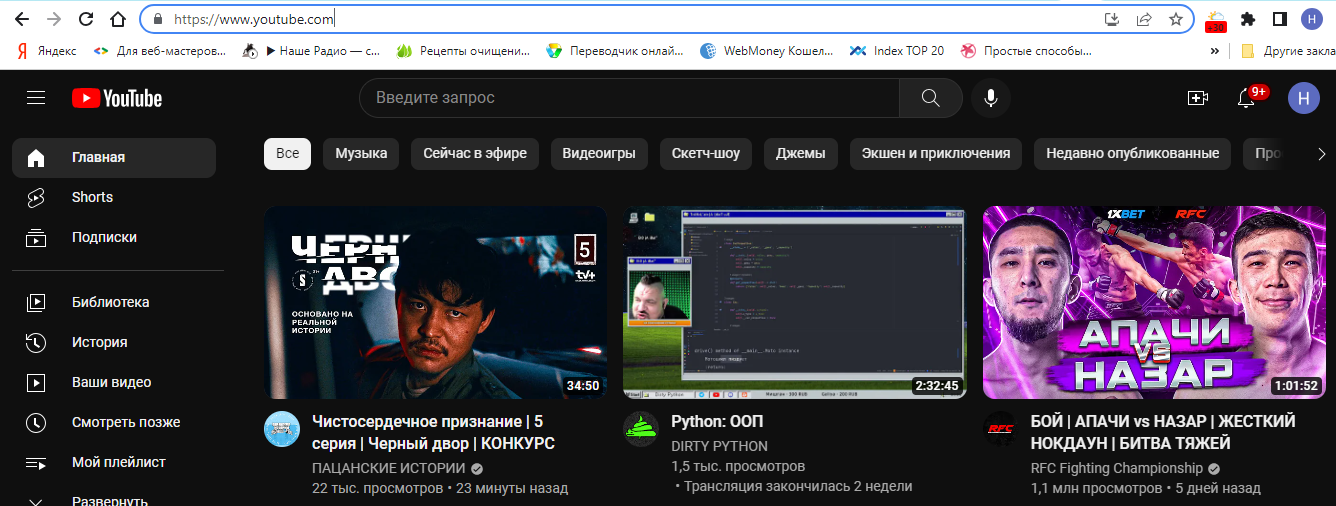 https://www.youtube.com
+30
H
Я Яндекс
Для веб-мастеров...
▶ Наше Радио — с...
Рецепты очищени...
Переводчик онлай...
WebMoney Кошел...
Index TOP 20
Простые способы...
»
Другие закла
YouTube
Введите запрос
9+
H
Главная
Shorts
Подписки
Библиотека
История
Ваши видео
Смотреть позже
Мой плейлист
Развернуть
Все
Музыка
Сейчас в эфире
Видеоигры
Скетч-шоу
Джемы
Экшен и приключения
Недавно опубликованные
Про
ЧЕРН
ДВО
5
tv+
ОСНОВАНО НА
РЕАЛЬНОЙ
ИСТОРИИ
34:50
Чистосердечное признание | 5
серия | Черный двор | КОНКУРС
ПАЦАНСКИЕ ИСТОРИИ
22 тыс. просмотров • 23 минуты назад
2:32:45
Python: ООП
DIRTY PYTHON
1,5 тыс. просмотров
• Трансляция закончилась 2 недели
1XBET RFC
АПАЧИ
VS
НАЗАР
1:01:52
RFC
БОЙ | АПАЧИ vs НАЗАР | ЖЕСТКИЙ
НОКДАУН | БИТВА ТЯЖЕЙ
RFC Fighting Championship
1,1 млн просмотров • 5 дней назад